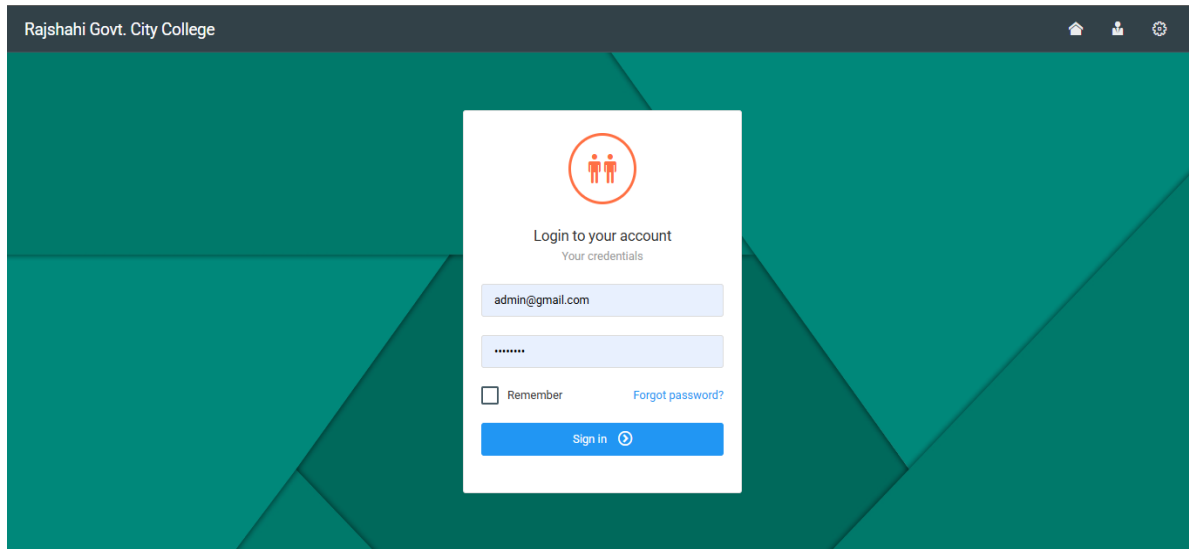 Rajshahi Govt. City College
Login to your account
Your credentials
admin@gmail.com
••••••••
Remember Forgot password?
Sign in